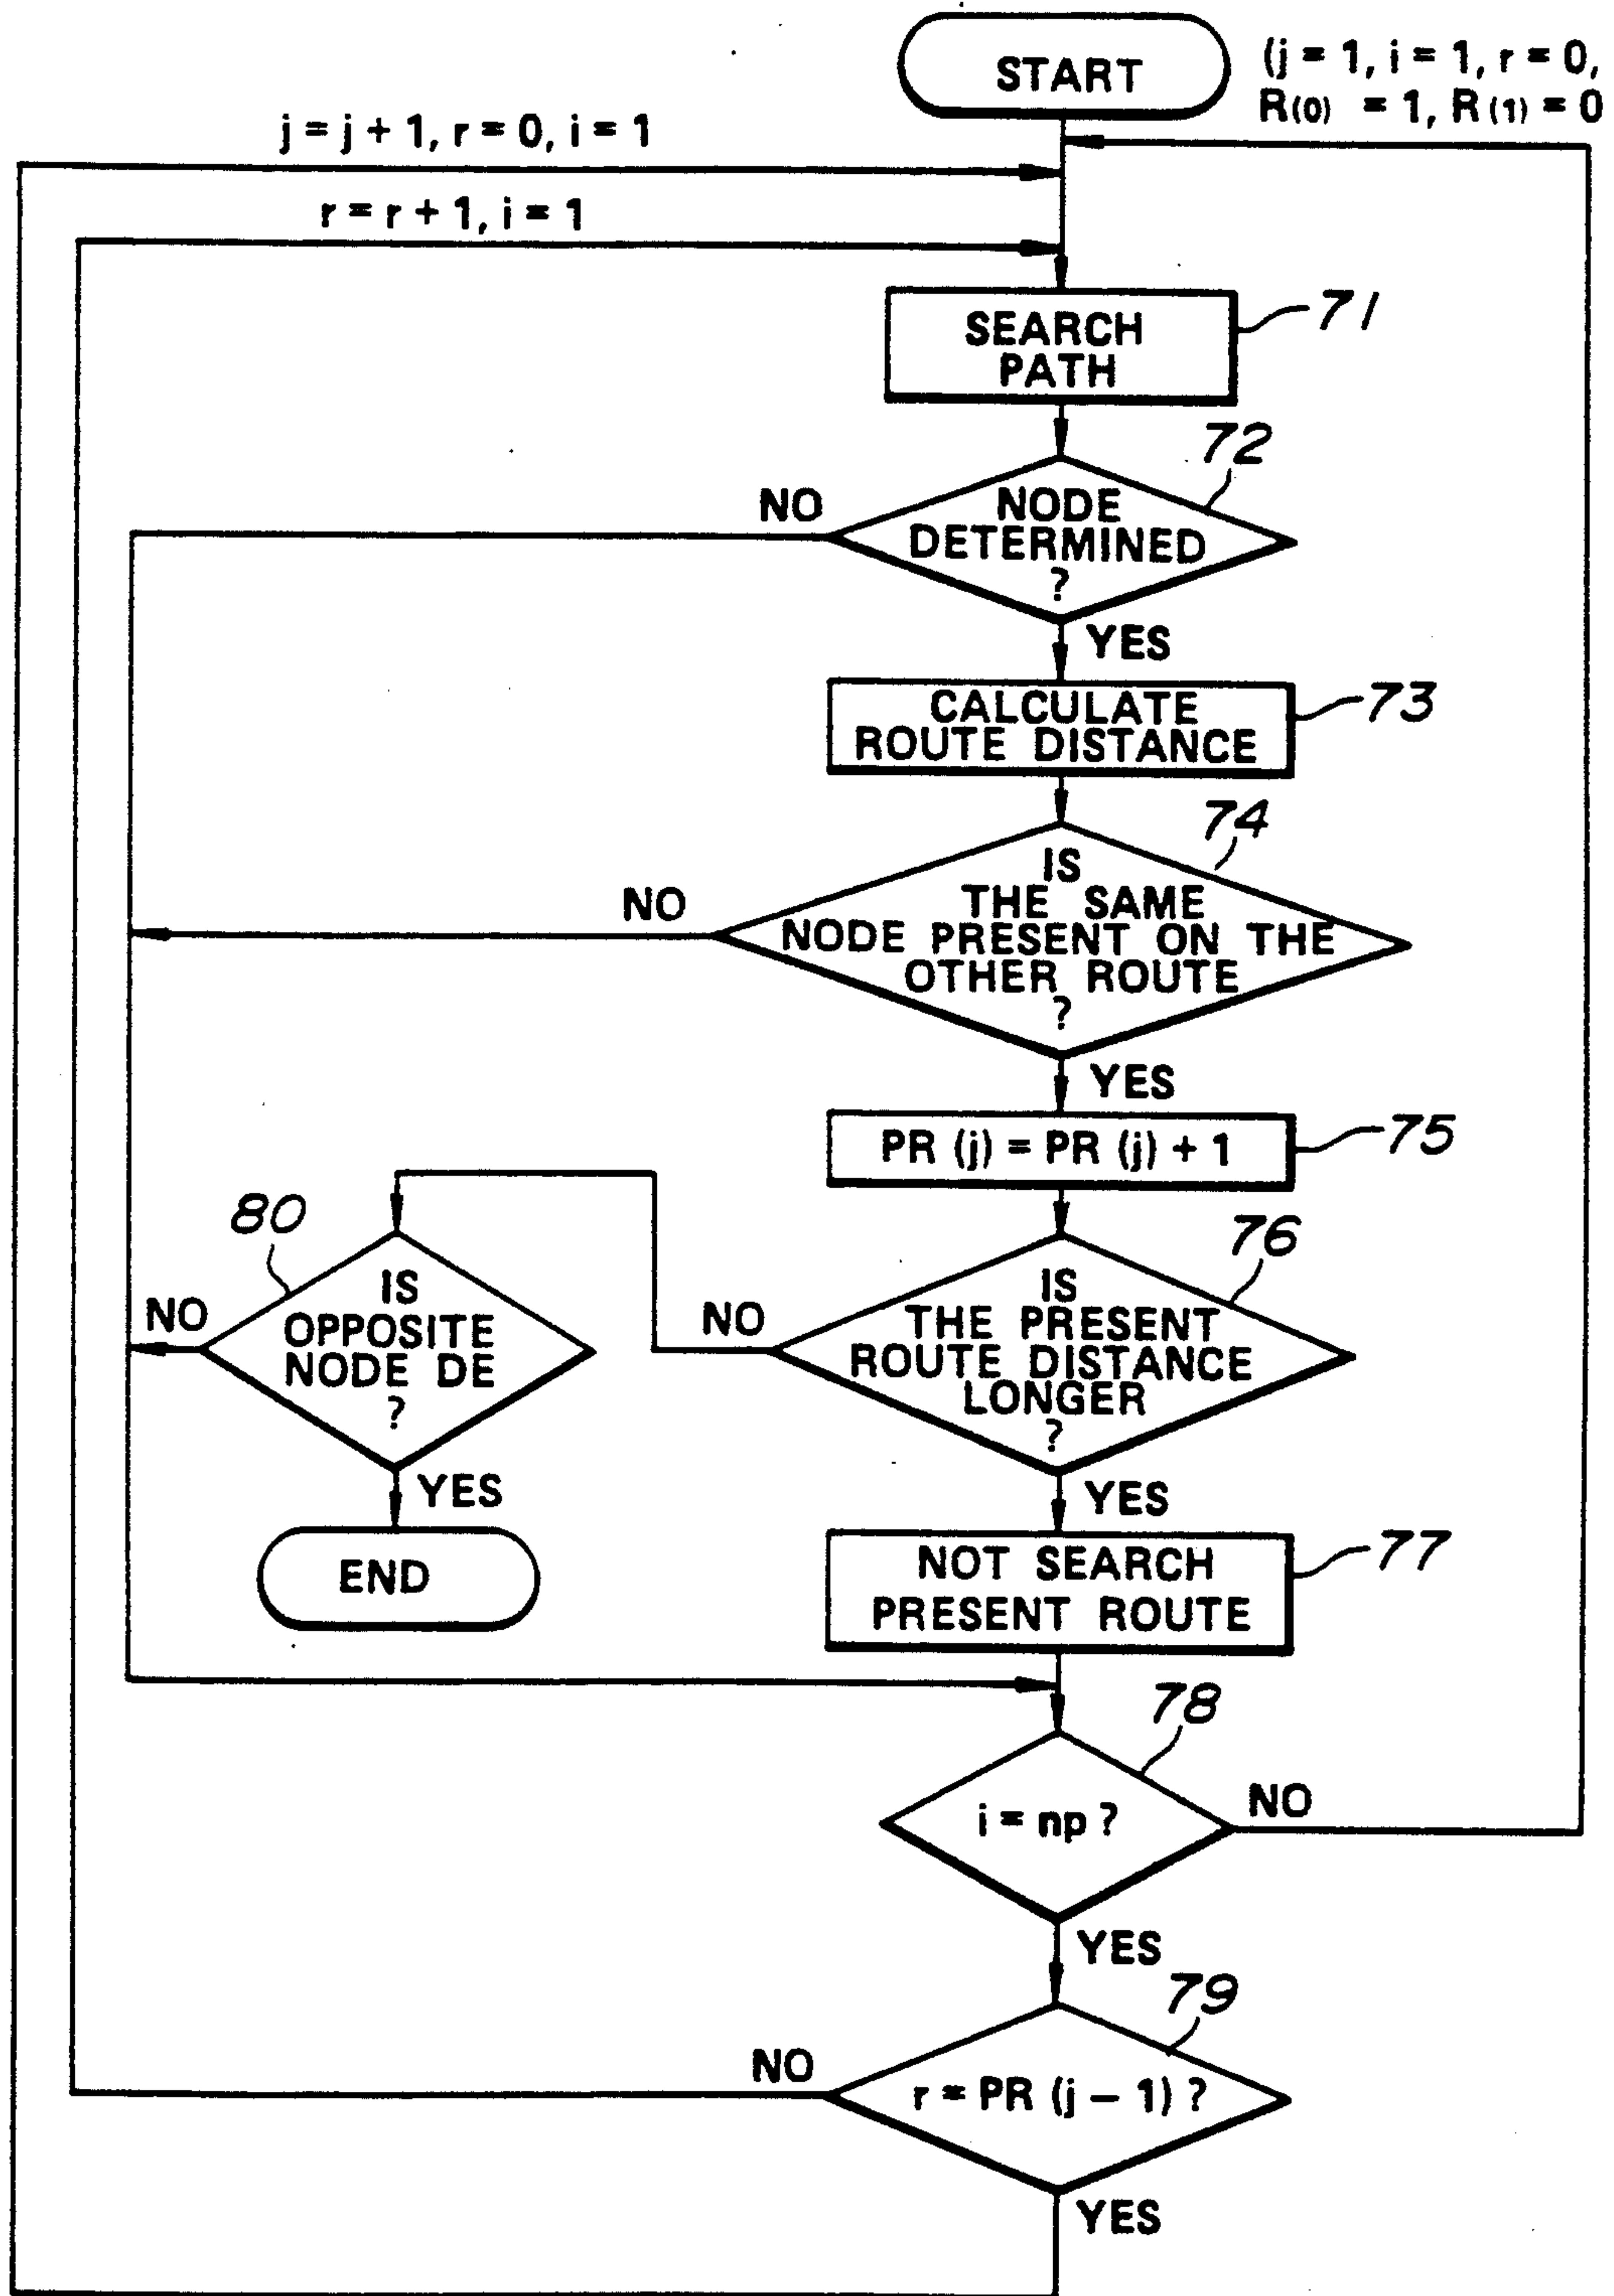 START
(j = 1, i = 1, r = 0,
R(0) = 1, R(1) = 0
j = j + 1, r = 0, i = 1
r = r + 1, i = 1
71
SEARCH
PATH
72
NO
NODE
DETERMINED
?
YES
73
CALCULATE
ROUTE DISTANCE
74
NO
IS
THE SAME
NODE PRESENT ON THE
OTHER ROUTE
?
YES
75
PR (j) = PR (j) + 1
80
NO
IS
OPPOSITE
NODE DE
?
YES
END
76
NO
IS
THE PRESENT
ROUTE DISTANCE
LONGER
?
YES
77
NOT SEARCH
PRESENT ROUTE
78
i = np ?
NO
YES
79
NO
r = PR (j – 1) ?
YES